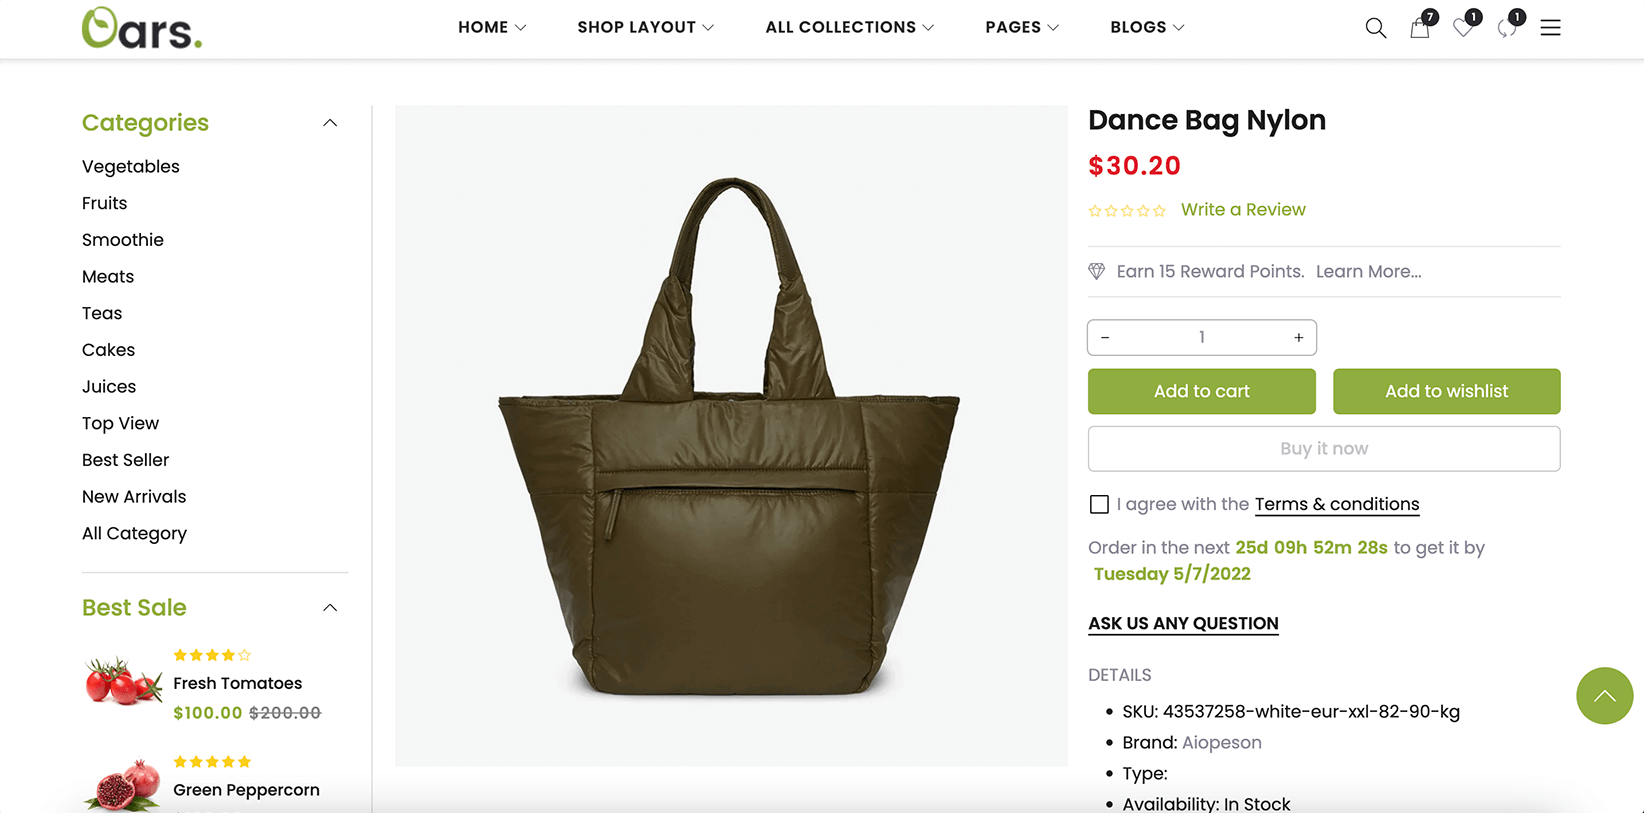 Oars.
HOME
SHOP LAYOUT
ALL COLLECTIONS
PAGES
BLOGS
7
1
1
Categories
Vegetables
Fruits
Smoothie
Meats
Teas
Cakes
Juices
Top View
Best Seller
New Arrivals
All Category
Best Sale
Fresh Tomatoes
$100.00 $200.00
Green Peppercorn
Dance Bag Nylon
$30.20
Write a Review
Earn 15 Reward Points. Learn More...
− 1 +
Add to cart
Add to wishlist
Buy it now
I agree with the Terms & conditions
Order in the next 25d 09h 52m 28s to get it by
Tuesday 5/7/2022
ASK US ANY QUESTION
DETAILS
• SKU: 43537258-white-eur-xxl-82-90-kg
• Brand: Aiopeson
• Type:
• Availability: In Stock